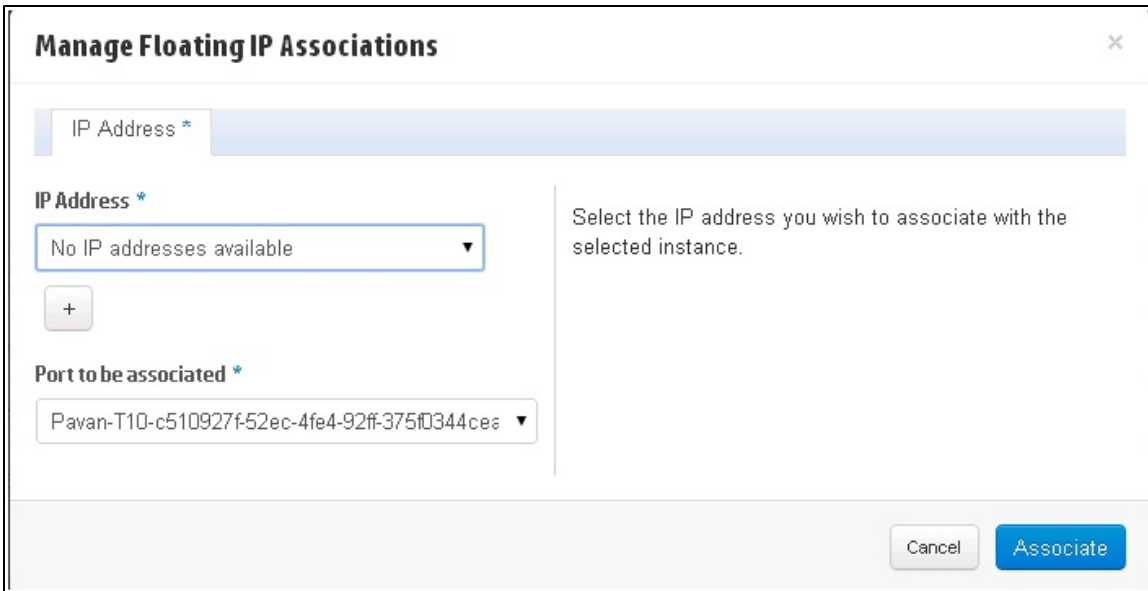 Manage Floating IP Associations
×
IP Address *
IP Address *
No IP addresses available
+
Port to be associated *
Pavan-T10-c510927f-52ec-4fe4-92ff-375f0344cea
Select the IP address you wish to associate with the
selected instance.
Cancel
Associate